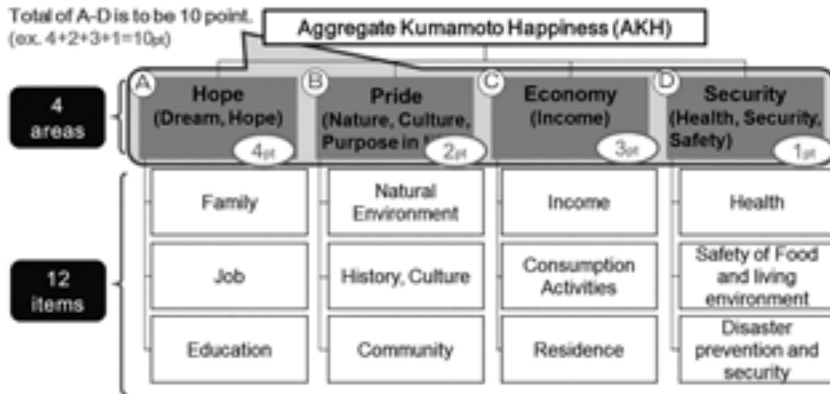 Total of A-D is to be 10 point.
(ex. 4+2+3+1=10pt)
Aggregate Kumamoto Happiness (AKH)
4
areas
A
Hope
(Dream, Hope)
4pt
B
Pride
(Nature, Culture,
Purpose in
2pt
C
Economy
(Income)
3pt
D
Security
(Health, Security,
Safety)
1pt
12
items
Family
Natural
Environment
Income
Health
Job
History, Culture
Consumption
Activities
Safety of Food
and living
environment
Education
Community
Residence
Disaster
prevention and
security